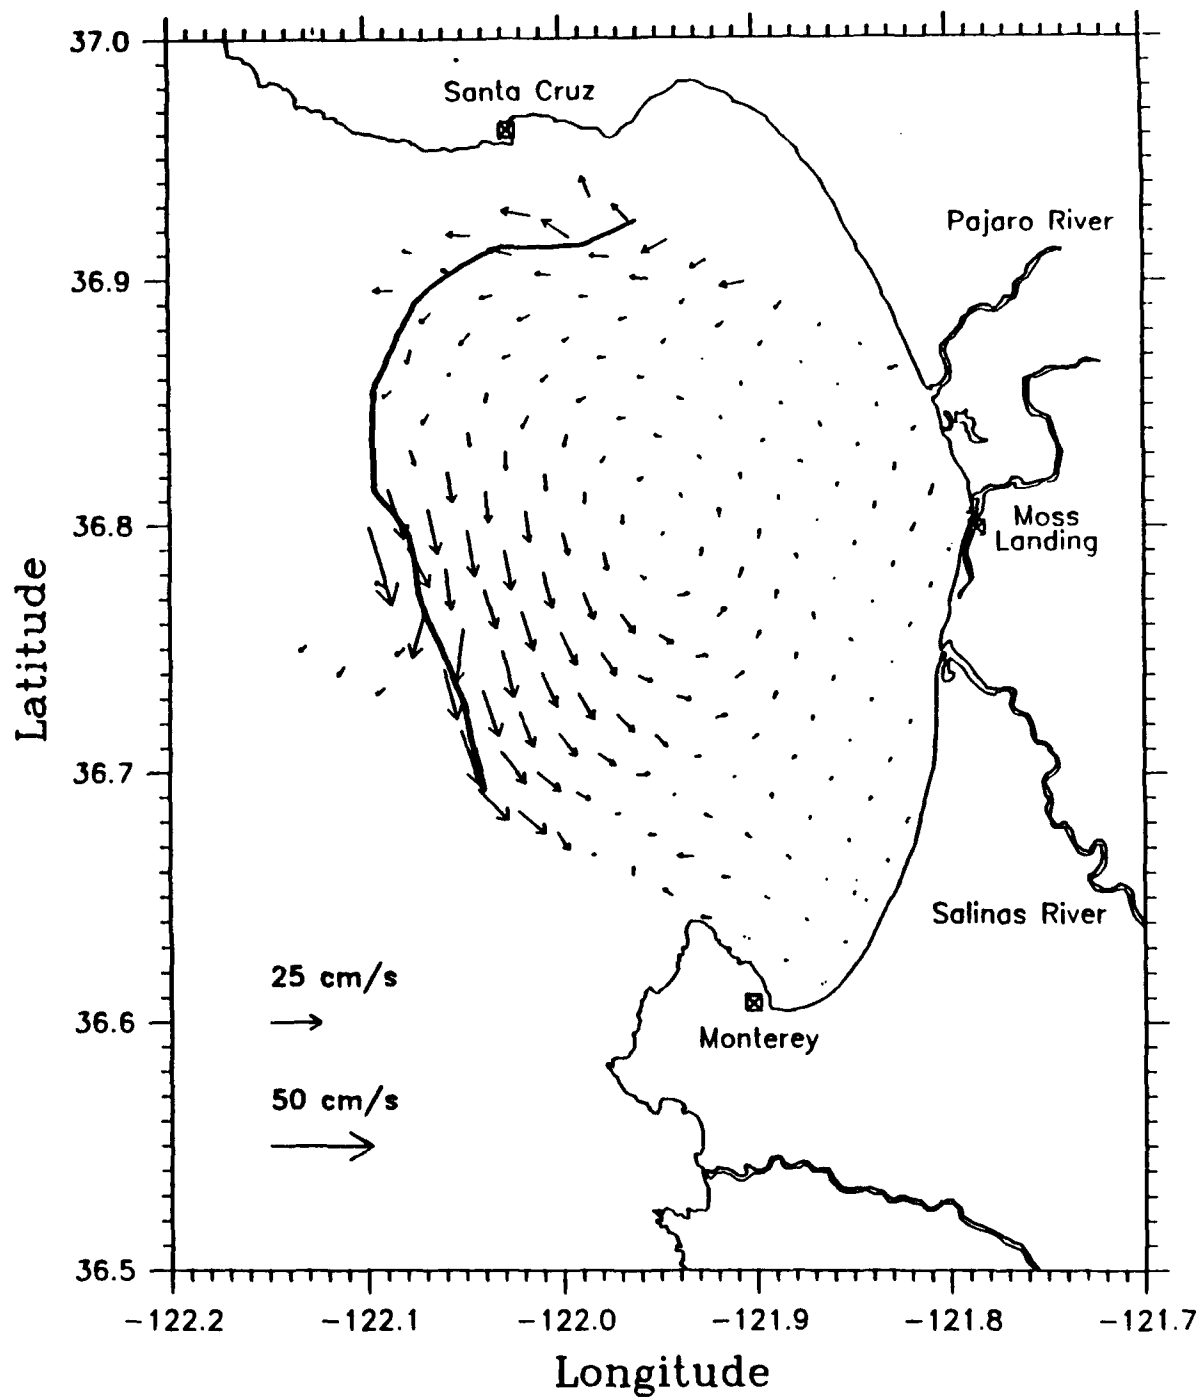 37.0
Santa Cruz
Pajaro River
36.9
36.8
Moss
Landing
Latitude
36.7
Salinas River
25 cm/s
36.6
Monterey
50 cm/s
36.5
-122.2
-122.1
-122.0
-121.9
-121.8
-121.7
Longitude